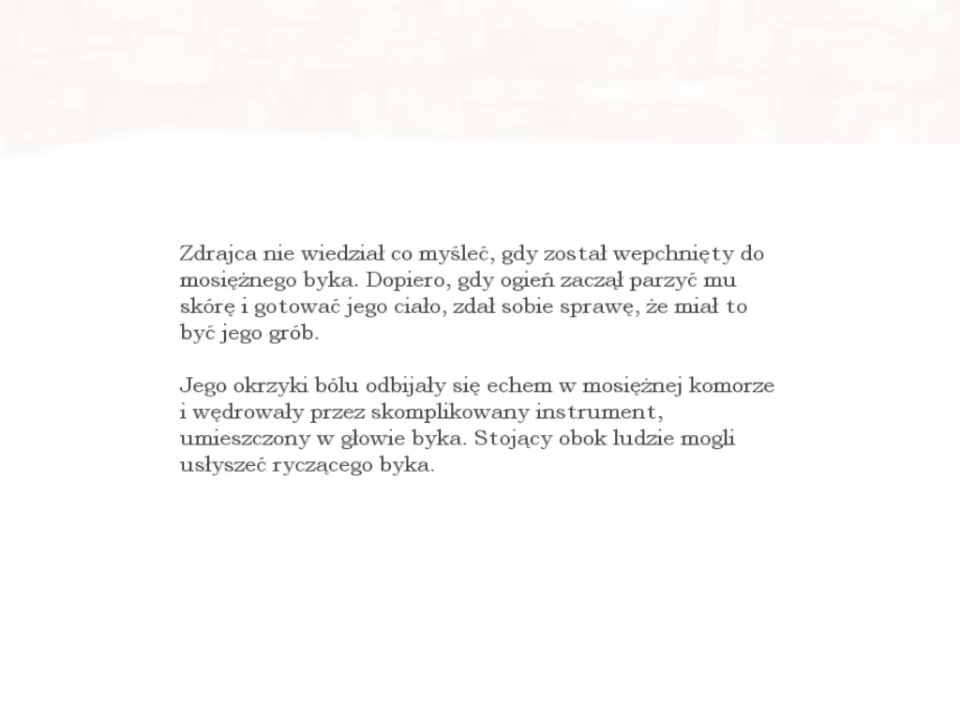 Zdrajca nie wiedział co myśleć, gdy został wepchnięty do
mosiężnego byka. Dopiero, gdy ogień zaczął parzyć mu
skórę i gotować jego ciało, zdał sobie sprawę, że miał to
być jego grób.
Jego okrzyki bólu odbijały się echem w mosiężnej komorze
i wędrowały przez skomplikowany instrument,
umieszczony w głowie byka. Stojący obok ludzie mogli
usłyszeć ryczącego byka.